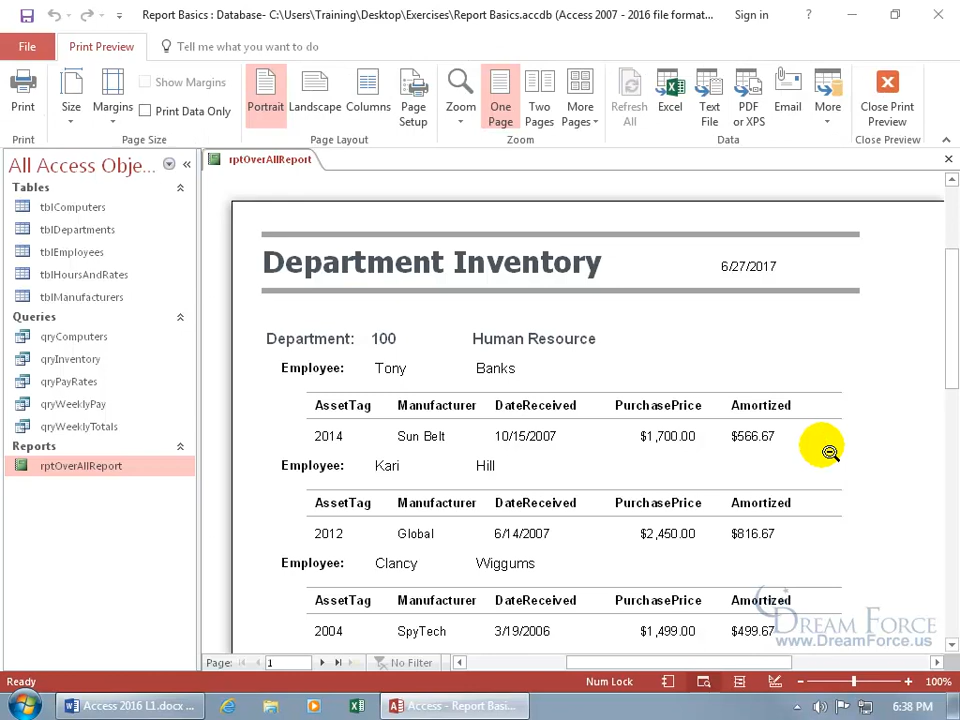 Report Basics : Database- C:\Users\Training\Desktop\Exercises\Report Basics.accdb (Access 2007 - 2016 file format... Sign in ?
File Print Preview Tell me what you want to do
Print Size Margins Show Margins Print Data Only Portrait Landscape Columns Page Setup Zoom One Page Two Pages More Pages Refresh All Excel Text File PDF or XPS Email More Close Print Preview
Print Page Size Page Layout Zoom Data Close Preview
All Access Obje...
rptOverAllReport
Tables
tblComputers
tblDepartments
tblEmployees
tblHoursAndRates
tblManufacturers
Queries
qryComputers
qryInventory
qryPayRates
qryWeeklyPay
qryWeeklyTotals
Reports
rptOverAllReport
Department Inventory 6/27/2017
Department: 100 Human Resource
Employee: Tony Banks
AssetTag Manufacturer DateReceived PurchasePrice Amortized
2014 Sun Belt 10/15/2007 $1,700.00 $566.67
Employee: Kari Hill
AssetTag Manufacturer DateReceived PurchasePrice Amortized
2012 Global 6/14/2007 $2,450.00 $816.67
Employee: Clancy Wiggums
AssetTag Manufacturer DateReceived PurchasePrice Amortized
2004 SpyTech 3/19/2006 $1,499.00 $499.67
DREAM FORCE
www.DreamForce.us
Page: 1 No Filter
Ready Num Lock 100%
Access 2016 L1.docx ... Access - Report Basi... 6:38 PM